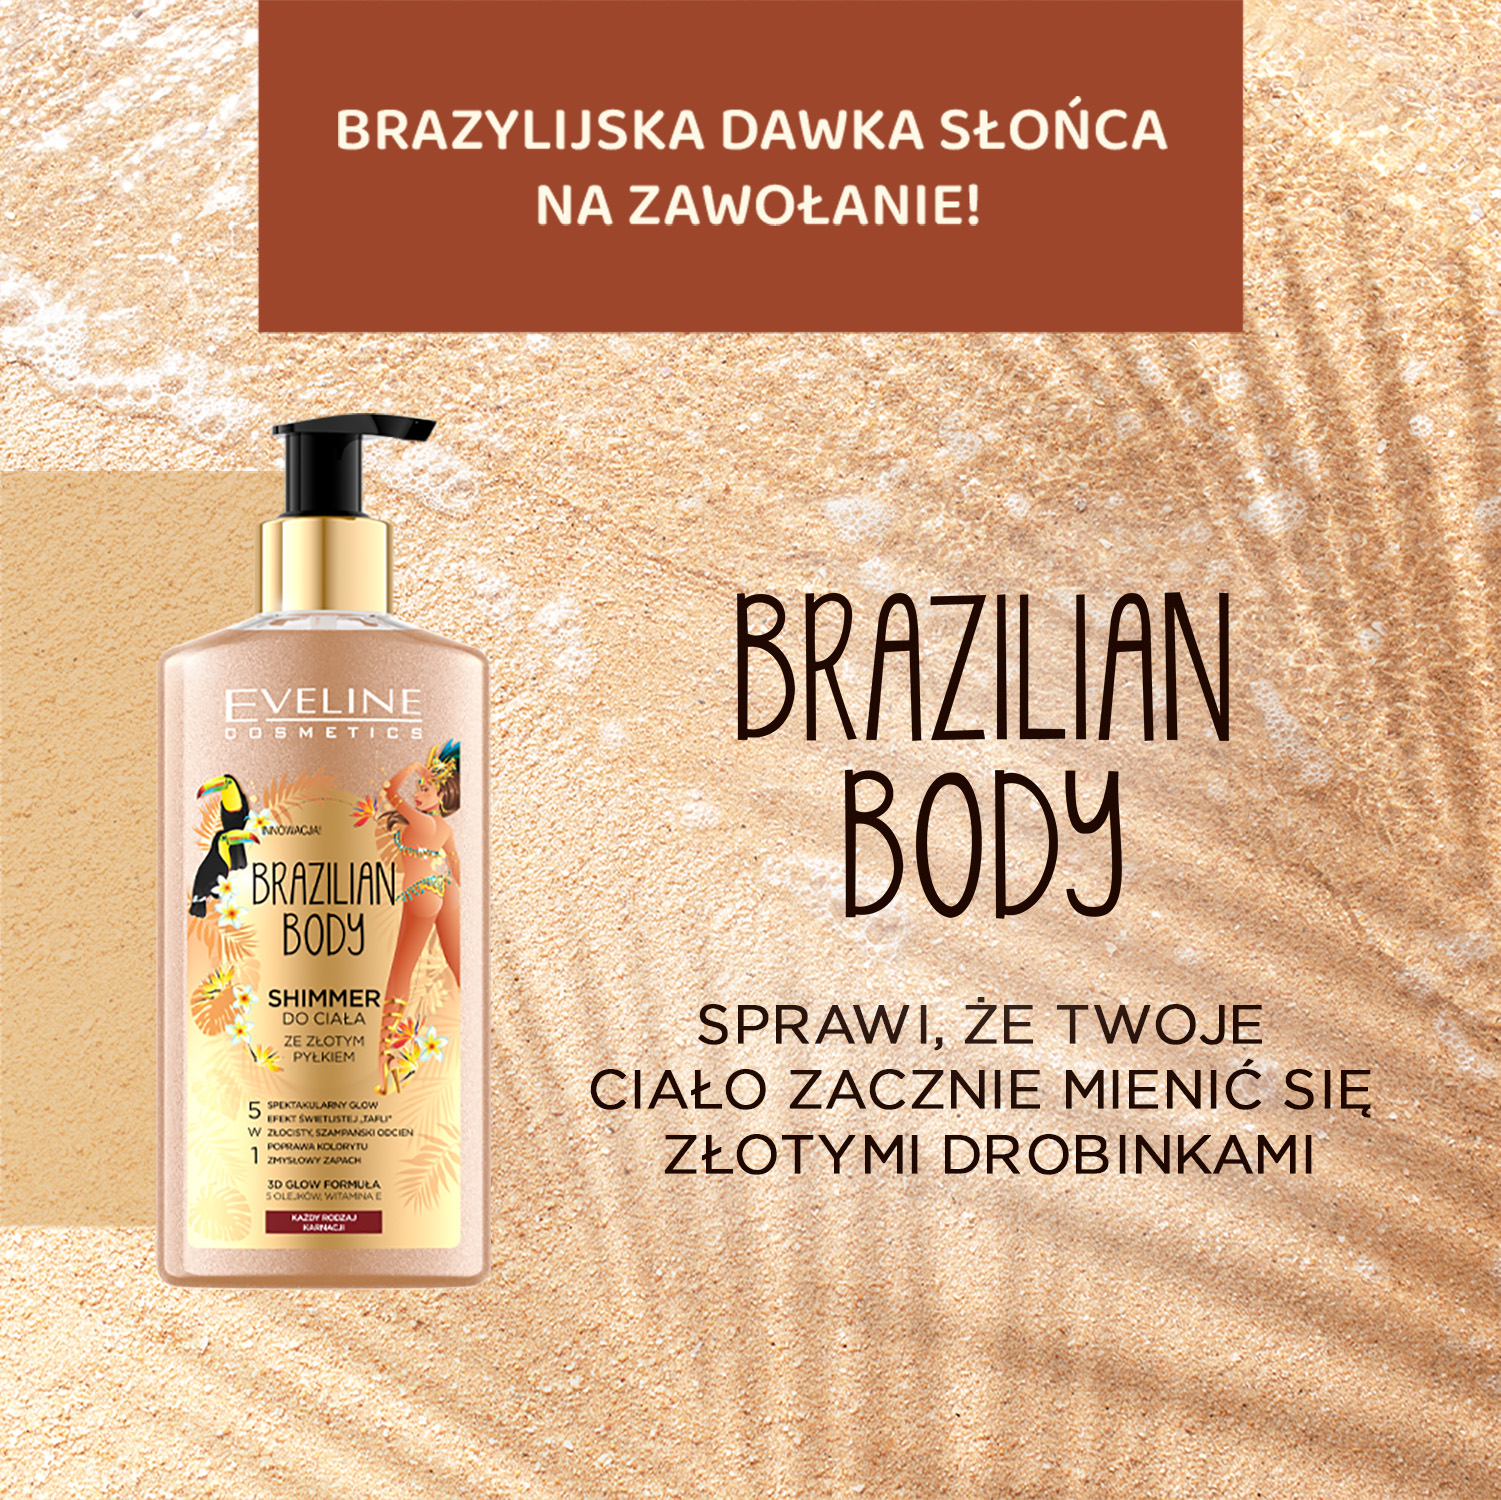 BRAZYLIJSKA DAWKA SŁOŃCA
NA ZAWOŁANIE!
EVELINE
COSMETICS
INNOWACJA!
BRAZILIAN
BODY
SHIMMER
DO CIAŁA
ZE ZŁOTYM
PYŁKIEM
5 W 1
SPEKTAKULARNY GLOW
EFEKT ŚWIETLISTEJ „TAFLI"
ZŁOCISTY, SZAMPAŃSKI ODCIEŃ
POPRAWA KOLORYTU
ZMYSŁOWY ZAPACH
3D GLOW FORMUŁA
5 OLEJKÓW, WITAMINA E
KAŻDY RODZAJ
KARNACJI
BRAZILIAN
BODY
SPRAWI, ŻE TWOJE
CIAŁO ZACZNIE MIENIĆ SIĘ
ZŁOTYMI DROBINKAMI